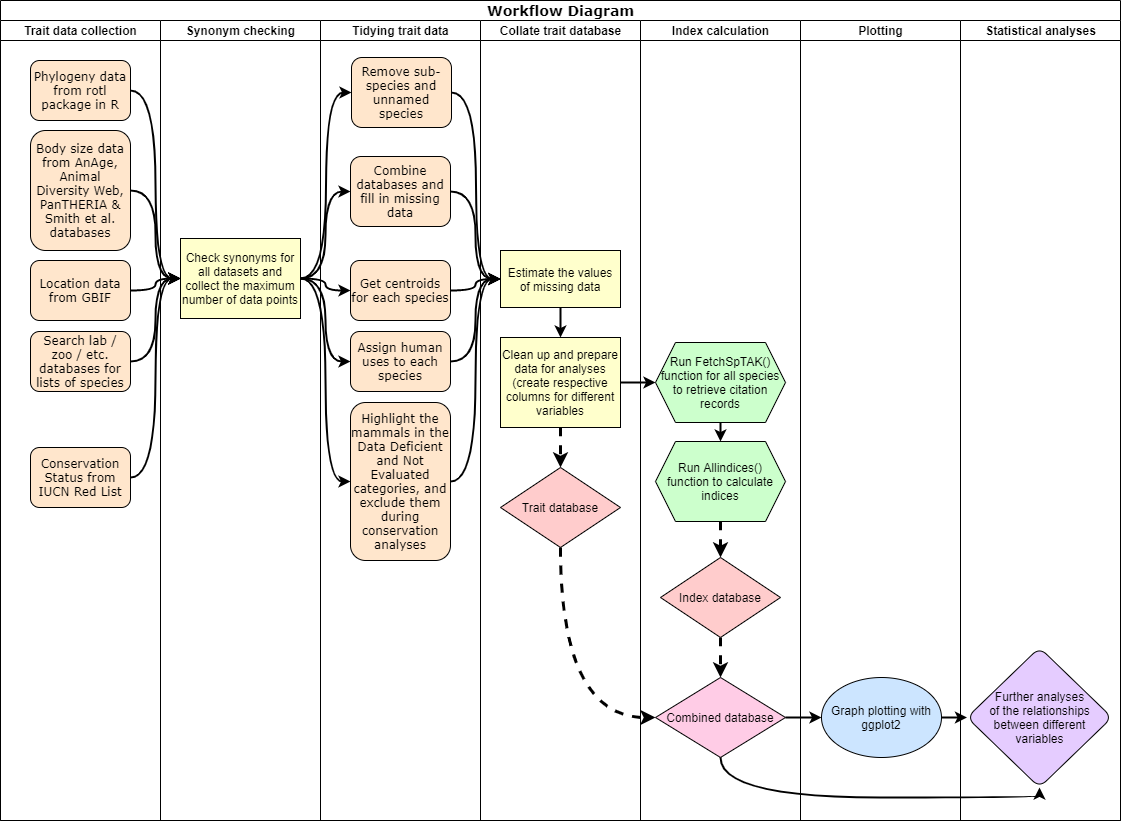 Workflow Diagram
Trait data collection
Synonym checking
Tidying trait data
Collate trait database
Index calculation
Plotting
Statistical analyses
Phylogeny data
from rotl
package in R
Body size data
from AnAge,
Animal
Diversity Web,
PanTHERIA &
Smith et al.
databases
Location data
from GBIF
Search lab /
zoo / etc.
databases for
lists of species
Conservation
Status from
IUCN Red List
Check synonyms for
all datasets and
collect the maximum
number of data points
Remove sub-
species and
unnamed
species
Combine
databases and
fill in missing
data
Get centroids
for each species
Assign human
uses to each
species
Highlight the
mammals in the
Data Deficient
and Not
Evaluated
categories, and
exclude them
during
conservation
analyses
Estimate the values
of missing data
Clean up and prepare
data for analyses
(create respective
columns for different
variables
Trait database
Run FetchSpTAK()
function for all species
to retrieve citation
records
Run Allindices()
function to calculate
indices
Index database
Combined database
Graph plotting with
ggplot2
Further analyses
of the relationships
between different
variables